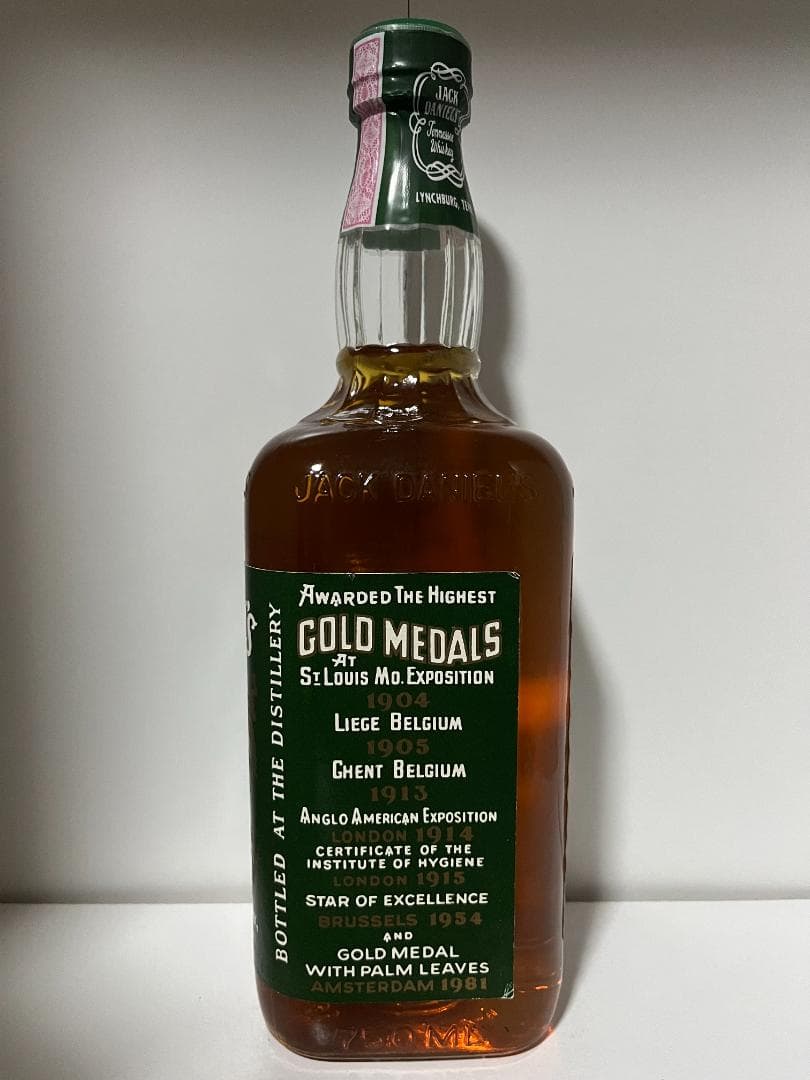 JACK
DANIEL'S
Tennessee
Whiskey
LYNCHBURG,
JACK DANIEL'S
BOTTLED AT THE DISTILLERY
AWARDED THE HIGHEST
GOLD MEDALS
AT
ST LOUIS MO. EXPOSITION
1904
LIEGE BELGIUM
1905
GHENT BELGIUM
1913
ANGLO AMERICAN EXPOSITION
LONDON 1914
CERTIFICATE OF THE
INSTITUTE OF HYGIENE
LONDON 1915
STAR OF EXCELLENCE
BRUSSELS 1954
AND
GOLD MEDAL
WITH PALM LEAVES
AMSTERDAM 1981
750 ML